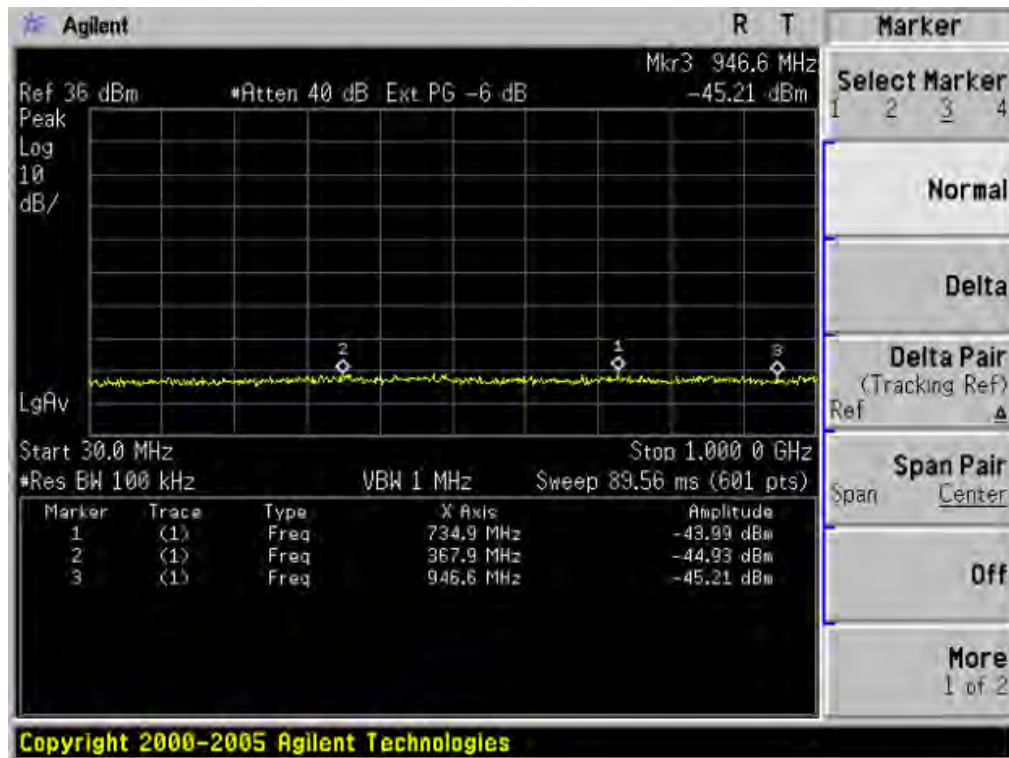 Agilent R T
Mkr3 946.6 MHz
Ref 36 dBm #Atten 40 dB Ext PG -6 dB -45.21 dBm
Peak
Log
10
dB/
2 1 3
LgAv
Start 30.0 MHz Stop 1.000 0 GHz
#Res BW 100 kHz VBW 1 MHz Sweep 89.56 ms (601 pts)
Marker Trace Type X Axis Amplitude
1 (1) Freq 734.9 MHz -43.99 dBm
2 (1) Freq 367.9 MHz -44.93 dBm
3 (1) Freq 946.6 MHz -45.21 dBm
Marker
Select Marker
1 2 3 4
Normal
Delta
Delta Pair
(Tracking Ref)
Ref Δ
Span Pair
Span Center
Off
More
1 of 2
Copyright 2000-2005 Agilent Technologies